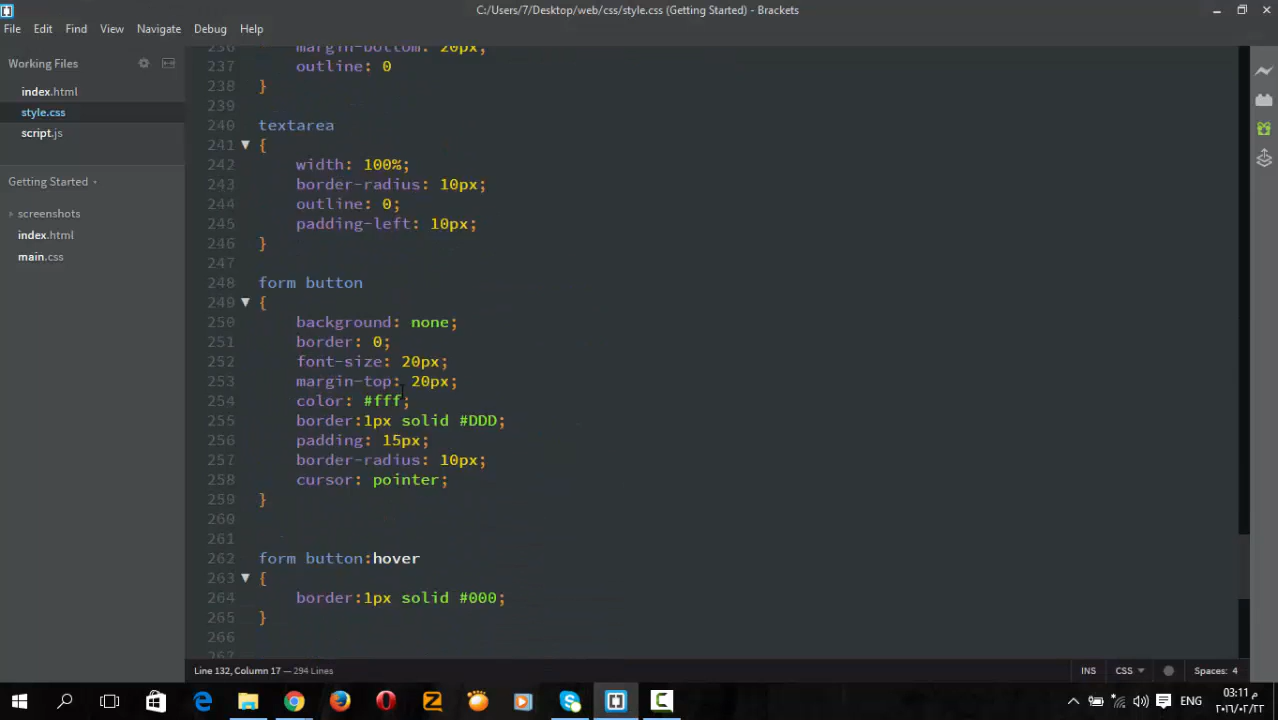 C:/Users/7/Desktop/web/css/style.css (Getting Started) - Brackets
File Edit Find View Navigate Debug Help
Working Files
index.html
style.css
script.js
Getting Started
screenshots
index.html
main.css
236 margin-bottom: 20px;
237 outline: 0
238 }
239
240 textarea
241 {
242 width: 100%;
243 border-radius: 10px;
244 outline: 0;
245 padding-left: 10px;
246 }
247
248 form button
249 {
250 background: none;
251 border: 0;
252 font-size: 20px;
253 margin-top: 20px;
254 color: #fff;
255 border:1px solid #DDD;
256 padding: 15px;
257 border-radius: 10px;
258 cursor: pointer;
259 }
260
261
262 form button:hover
263 {
264 border:1px solid #000;
265 }
266
267
Line 132, Column 17 — 294 Lines
INS CSS Spaces: 4
ENG
03:11 م
٢٠١٦/٠٢/٢٢